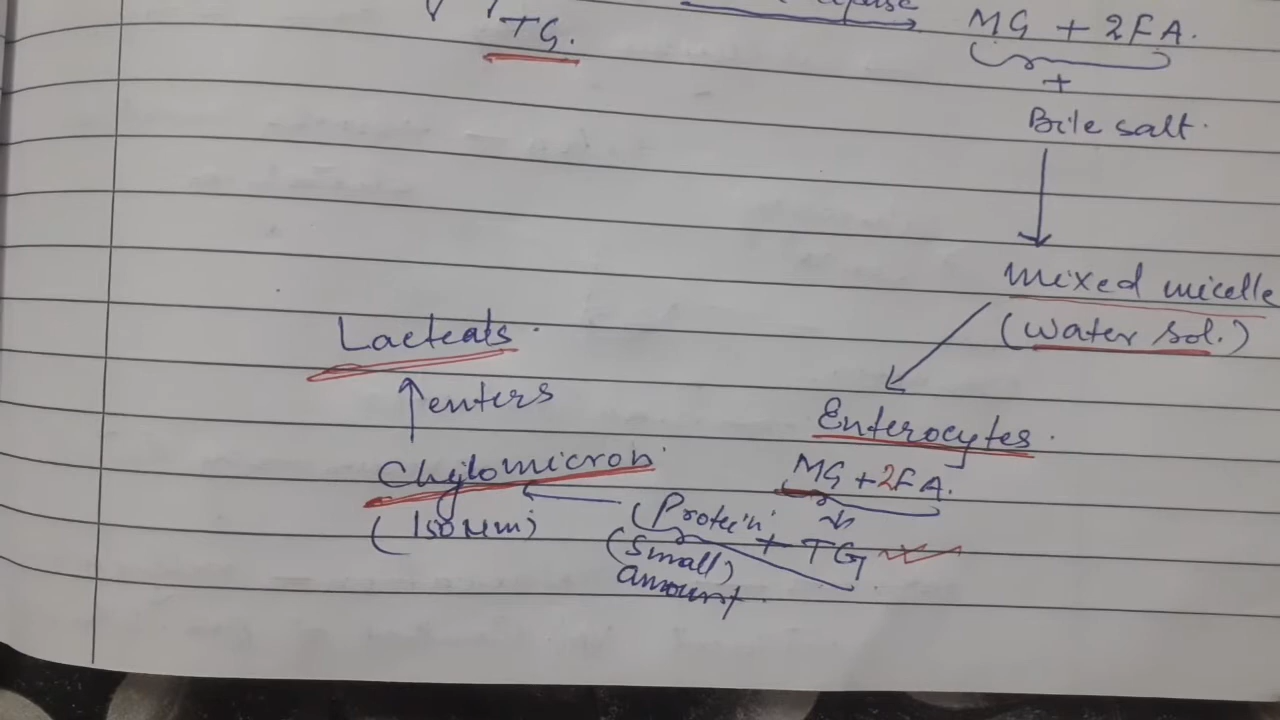 TG.
MG + 2FA.
+
Bile salt.
mixed micelle
(water sol.)
Enterocytes.
MG + 2FA.
(Protein + TG
(small)
amount.
Chylomicron
enters
Lacteals.